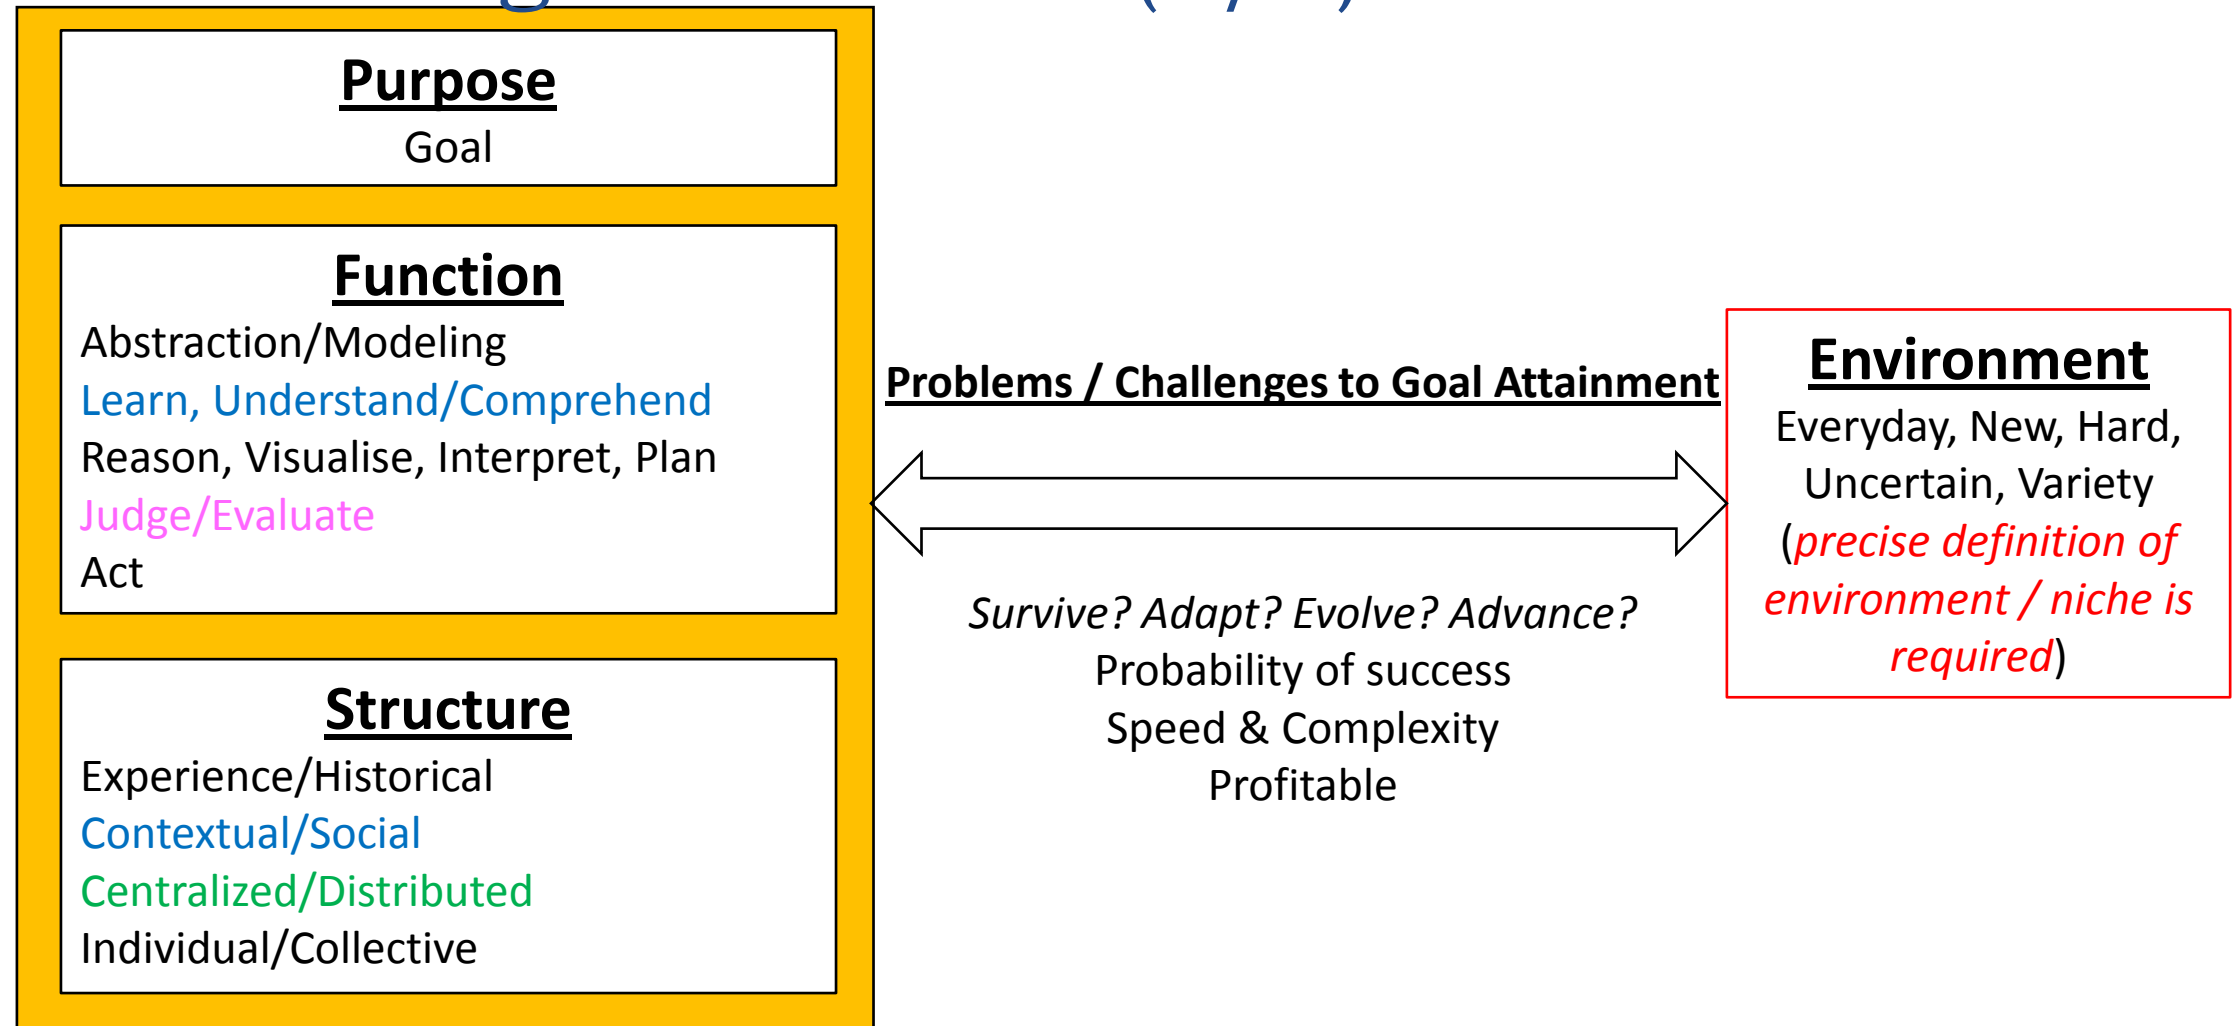 Purpose
Goal
Function
Abstraction/Modeling
Learn, Understand/Comprehend
Reason, Visualise, Interpret, Plan
Judge/Evaluate
Act
Structure
Experience/Historical
Contextual/Social
Centralized/Distributed
Individual/Collective
Problems / Challenges to Goal Attainment
Survive? Adapt? Evolve? Advance?
Probability of success
Speed & Complexity
Profitable
Environment
Everyday, New, Hard,
Uncertain, Variety
(precise definition of
environment / niche is
required)